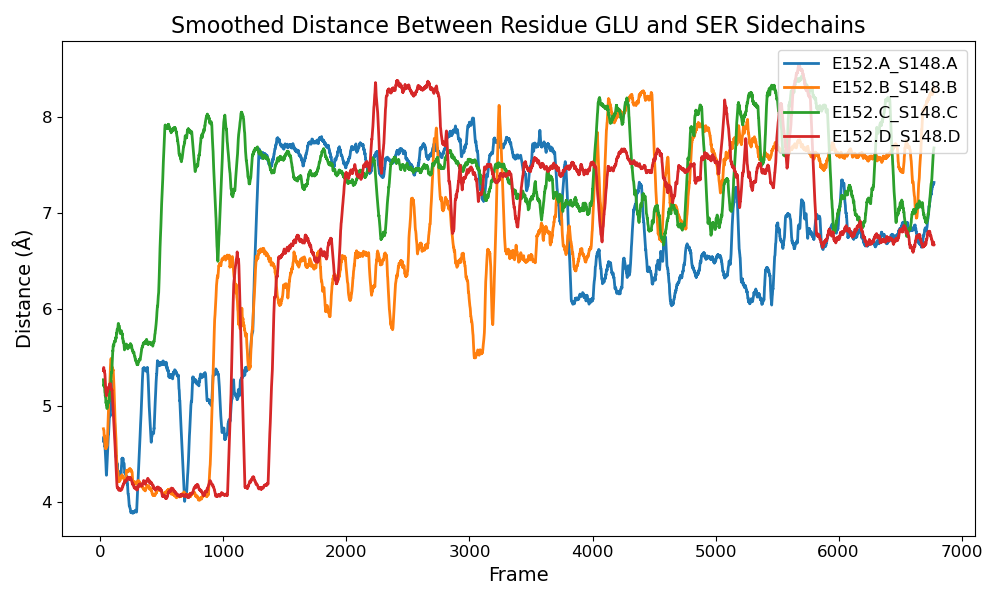 Smoothed Distance Between Residue GLU and SER Sidechains
E152.A_S148.A
E152.B_S148.B
E152.C_S148.C
E152.D_S148.D
Distance (Å)
8
7
6
5
4
0 1000 2000 3000 4000 5000 6000 7000
Frame